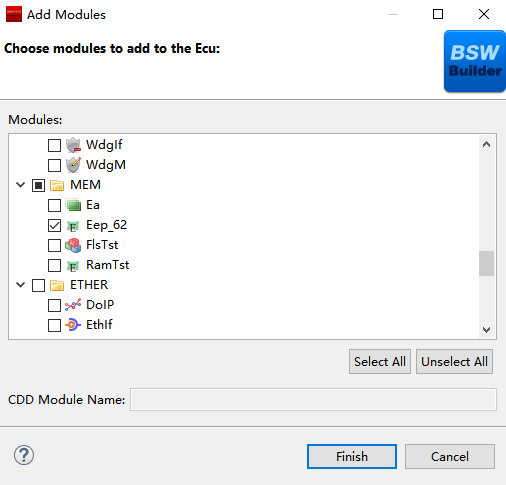 Add Modules
Choose modules to add to the Ecu:
BSW
Builder
Modules:
WdgIf
WdgM
MEM
Ea
Eep_62
FlsTst
RamTst
ETHER
DoIP
EthIf
Select All
Unselect All
CDD Module Name:
?
Finish
Cancel